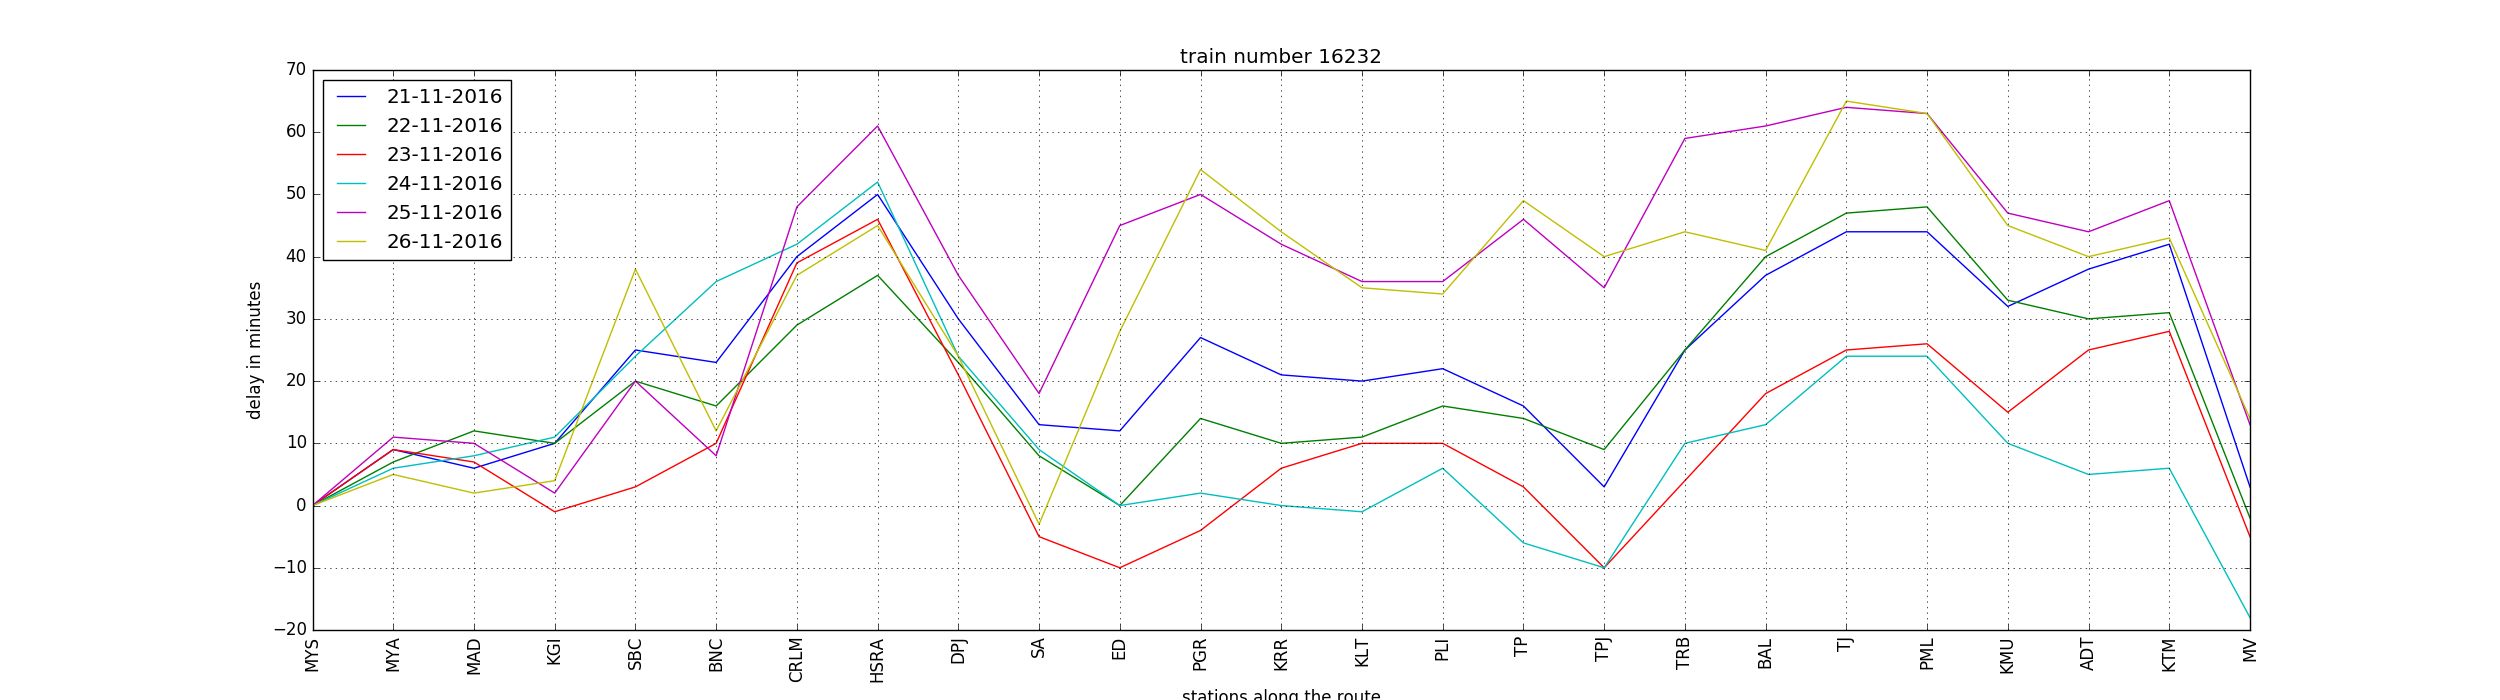 train number 16232
70
60
50
40
30
20
10
0
−10
−20
delay in minutes
21-11-2016
22-11-2016
23-11-2016
24-11-2016
25-11-2016
26-11-2016
MYS
MYA
MAD
KGI
SBC
BNC
CRLM
HSRA
DPJ
SA
ED
PGR
KRR
KLT
PLI
TP
TPJ
TRB
BAL
TJ
PML
KMU
ADT
KTM
MV
stations along the route